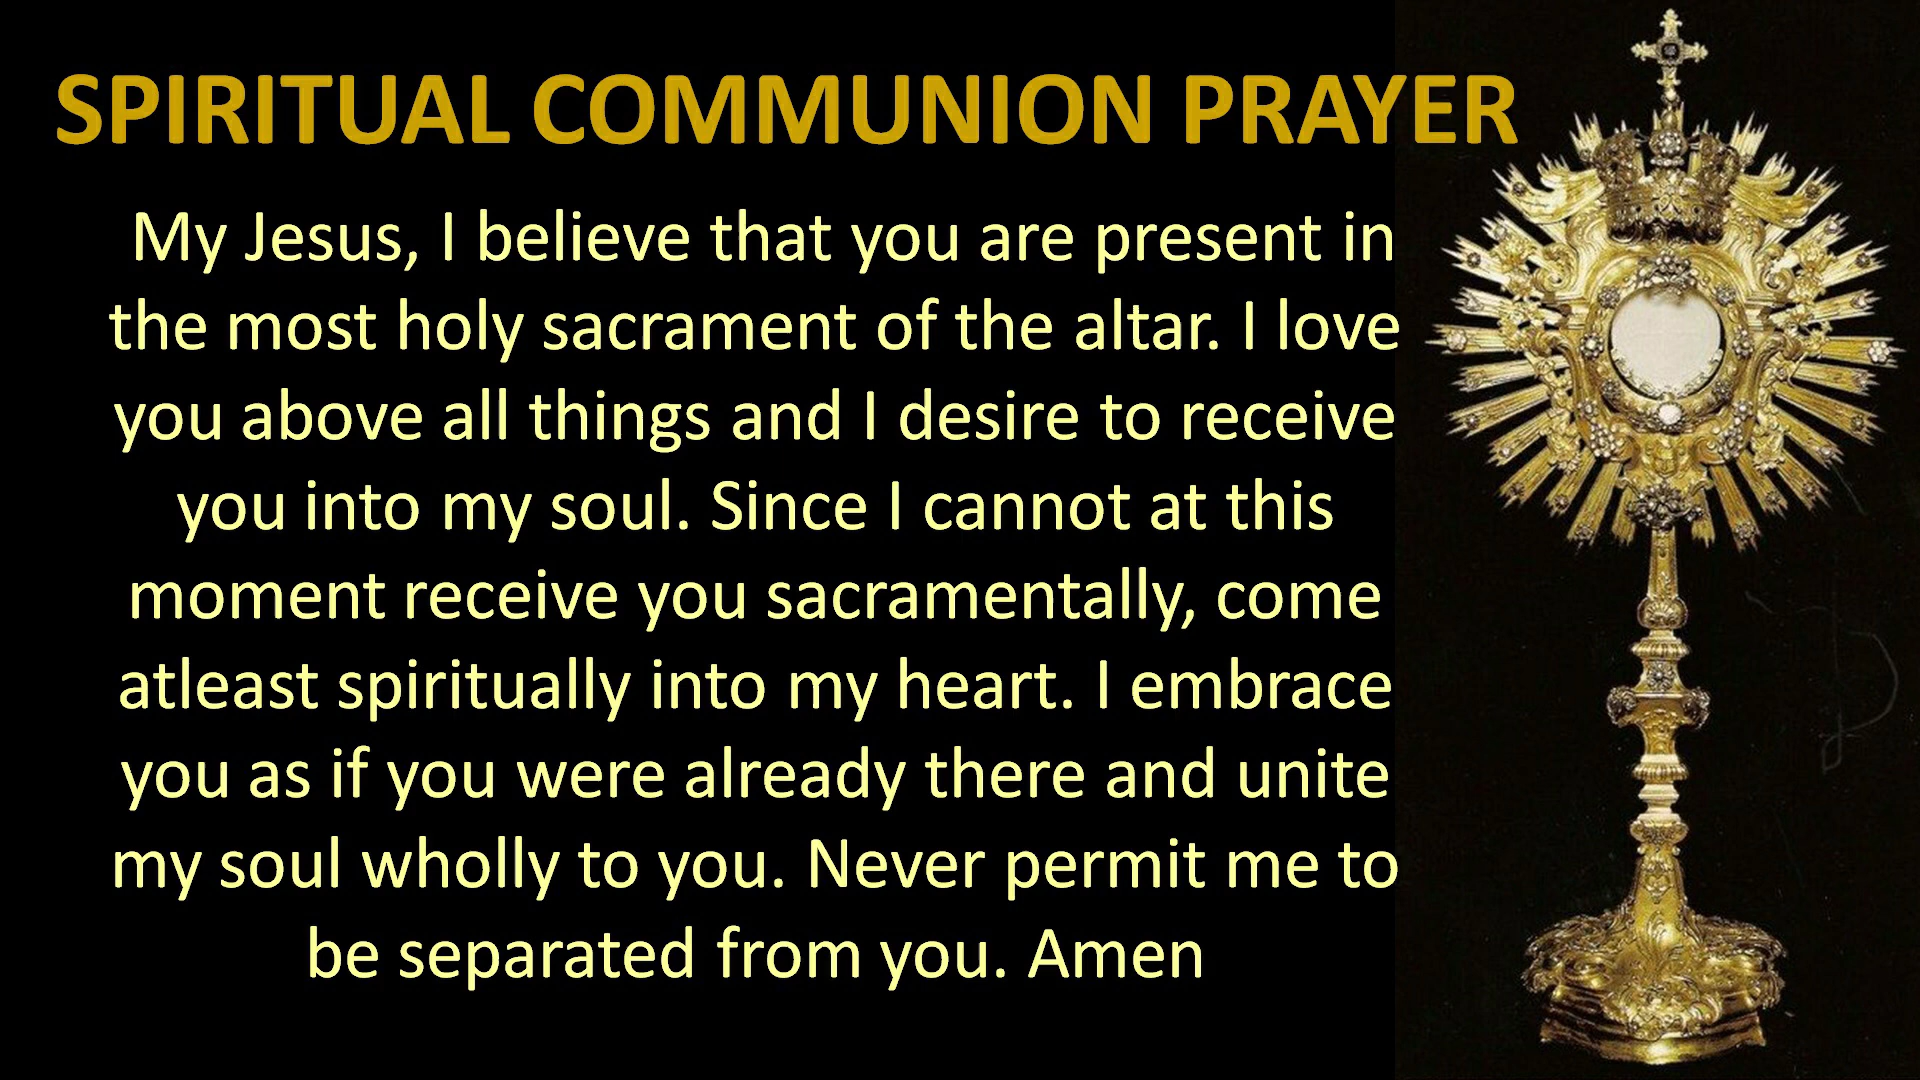 SPIRITUAL COMMUNION PRAYER
My Jesus, I believe that you are present in
the most holy sacrament of the altar. I love
you above all things and I desire to receive
you into my soul. Since I cannot at this
moment receive you sacramentally, come
atleast spiritually into my heart. I embrace
you as if you were already there and unite
my soul wholly to you. Never permit me to
be separated from you. Amen